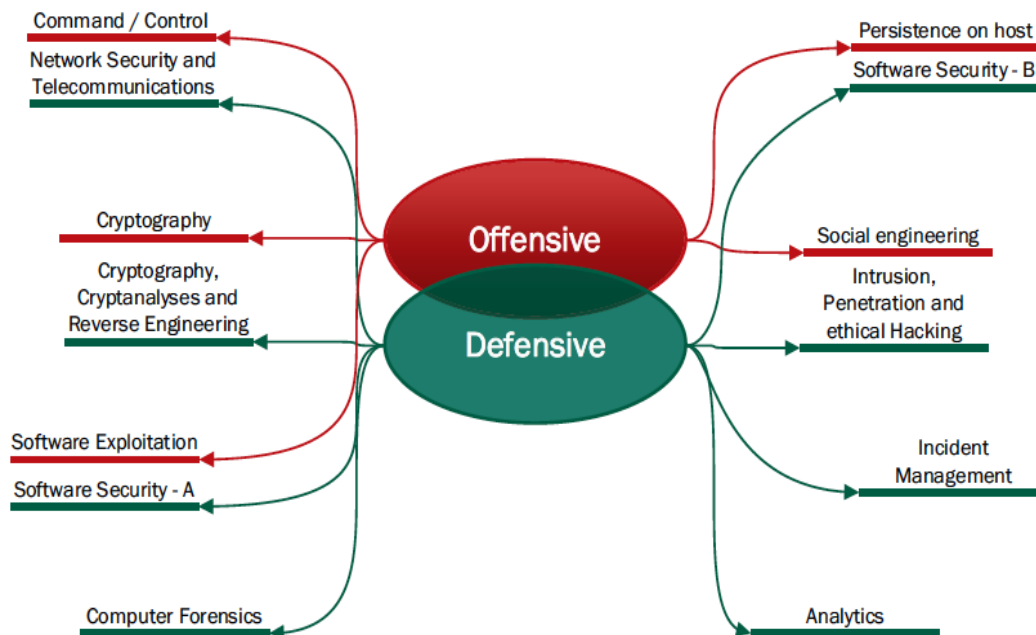 Command / Control
Network Security and
Telecommunications
Cryptography
Cryptography,
Cryptanalyses and
Reverse Engineering
Software Exploitation
Software Security - A
Computer Forensics
Offensive
Defensive
Persistence on host
Software Security - B
Social engineering
Intrusion,
Penetration and
ethical Hacking
Incident
Management
Analytics